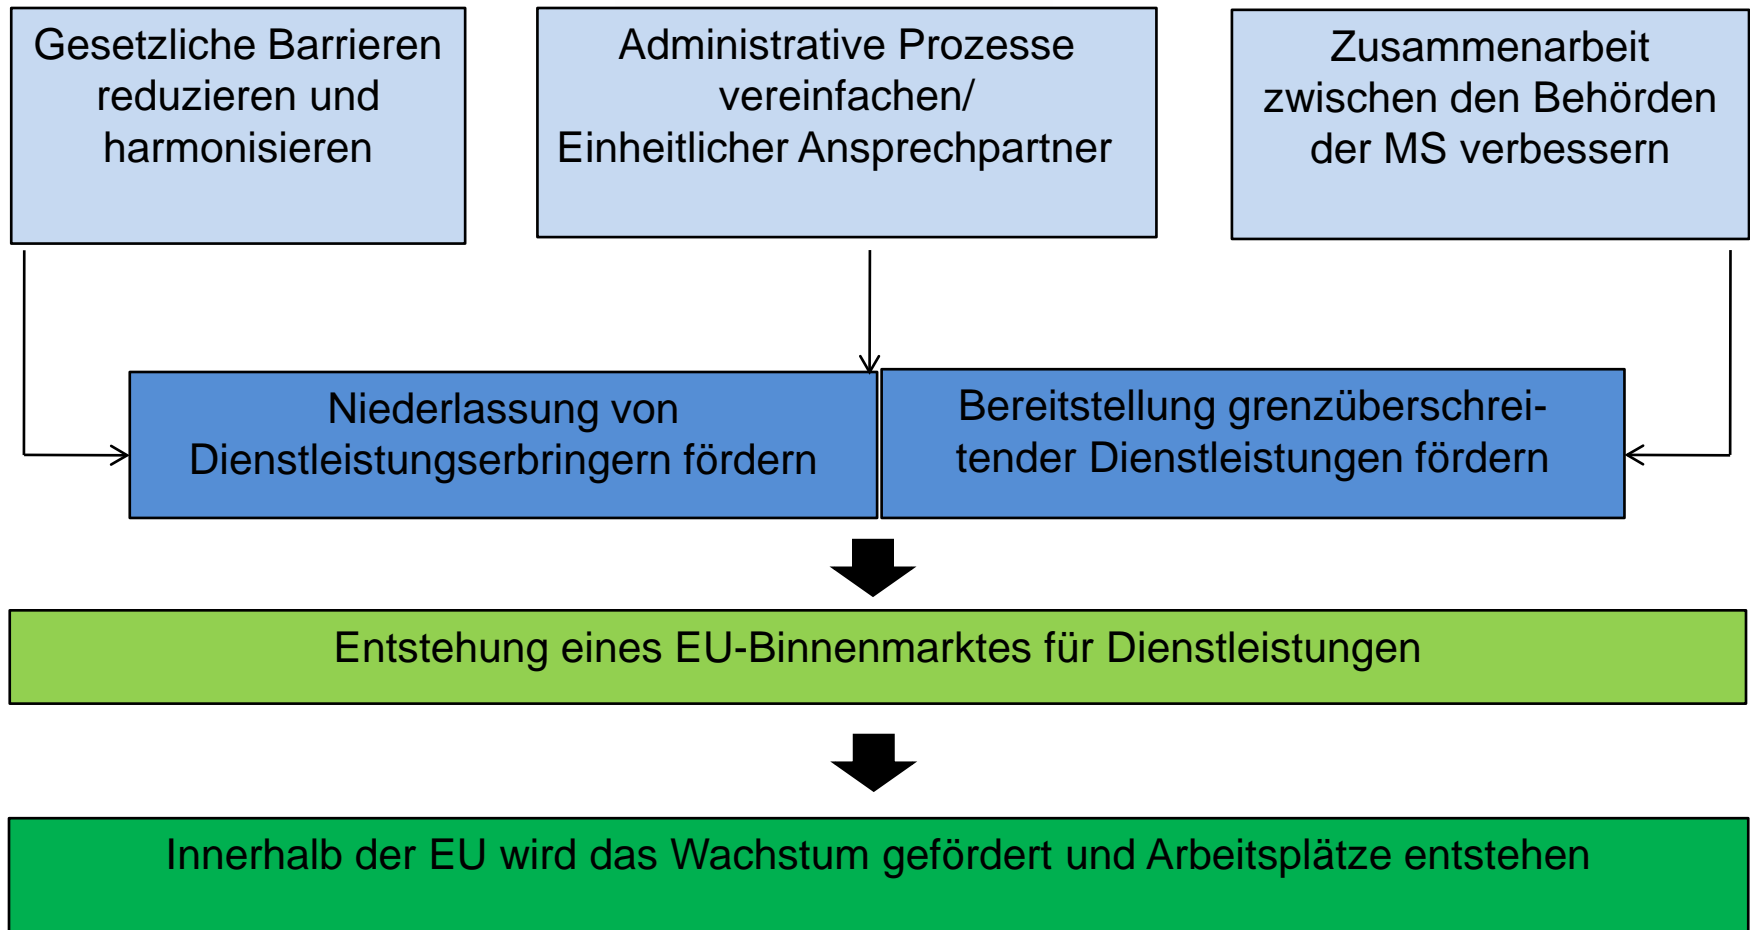 Gesetzliche Barrieren
reduzieren und
harmonisieren
Administrative Prozesse
vereinfachen/
Einheitlicher Ansprechpartner
Zusammenarbeit
zwischen den Behörden
der MS verbessern
Niederlassung von
Dienstleistungserbringern fördern
Bereitstellung grenzüberschrei-
tender Dienstleistungen fördern
Entstehung eines EU-Binnenmarktes für Dienstleistungen
Innerhalb der EU wird das Wachstum gefördert und Arbeitsplätze entstehen